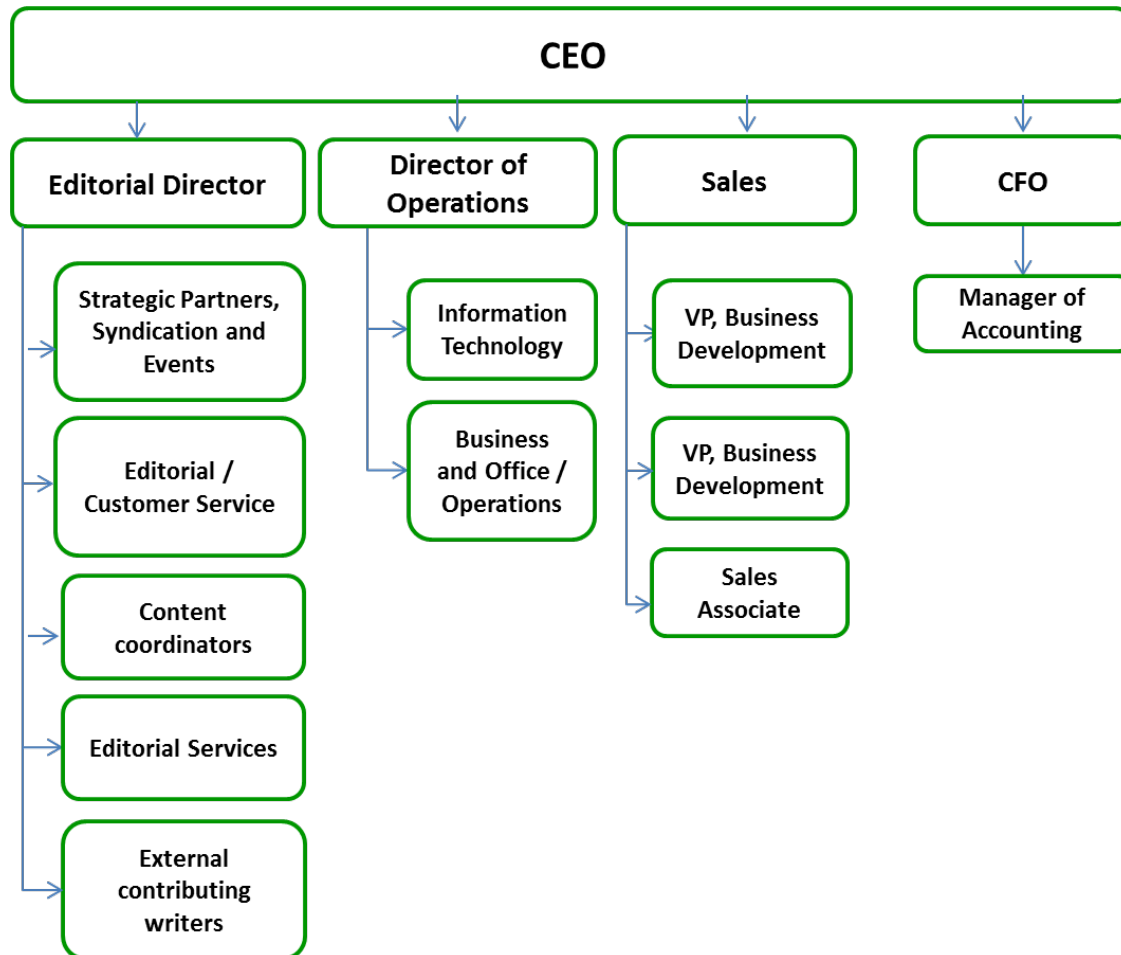 CEO
Editorial Director
Director of
Operations
Sales
CFO
Strategic Partners,
Syndication and
Events
Editorial /
Customer Service
Content
coordinators
Editorial Services
External
contributing
writers
Information
Technology
Business
and Office /
Operations
VP, Business
Development
VP, Business
Development
Sales
Associate
Manager of
Accounting